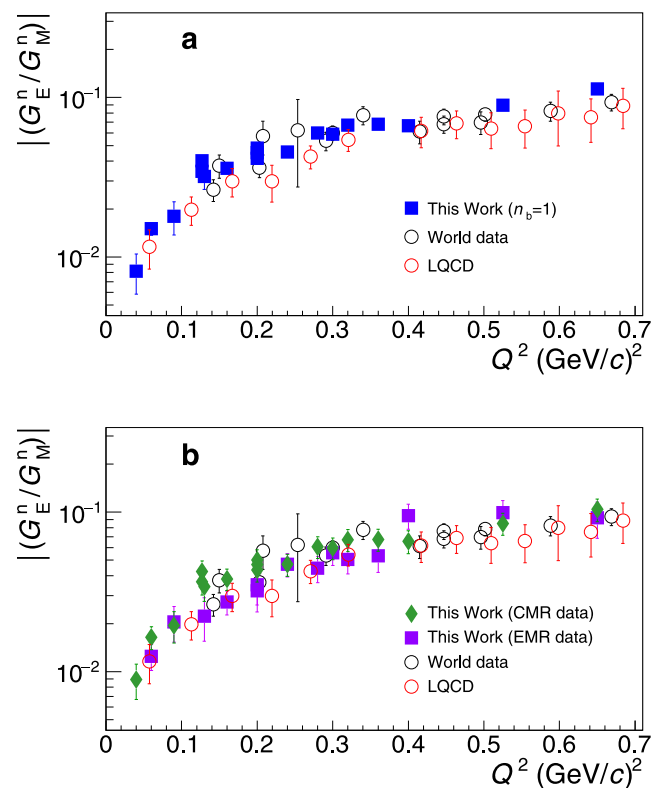 a
|(G_E^n/G_M^n)|
10^-1
10^-2
This Work (n_b=1)
World data
LQCD
0 0.1 0.2 0.3 0.4 0.5 0.6 0.7
Q^2 (GeV/c)^2
b
|(G_E^n/G_M^n)|
10^-1
10^-2
This Work (CMR data)
This Work (EMR data)
World data
LQCD
0 0.1 0.2 0.3 0.4 0.5 0.6 0.7
Q^2 (GeV/c)^2